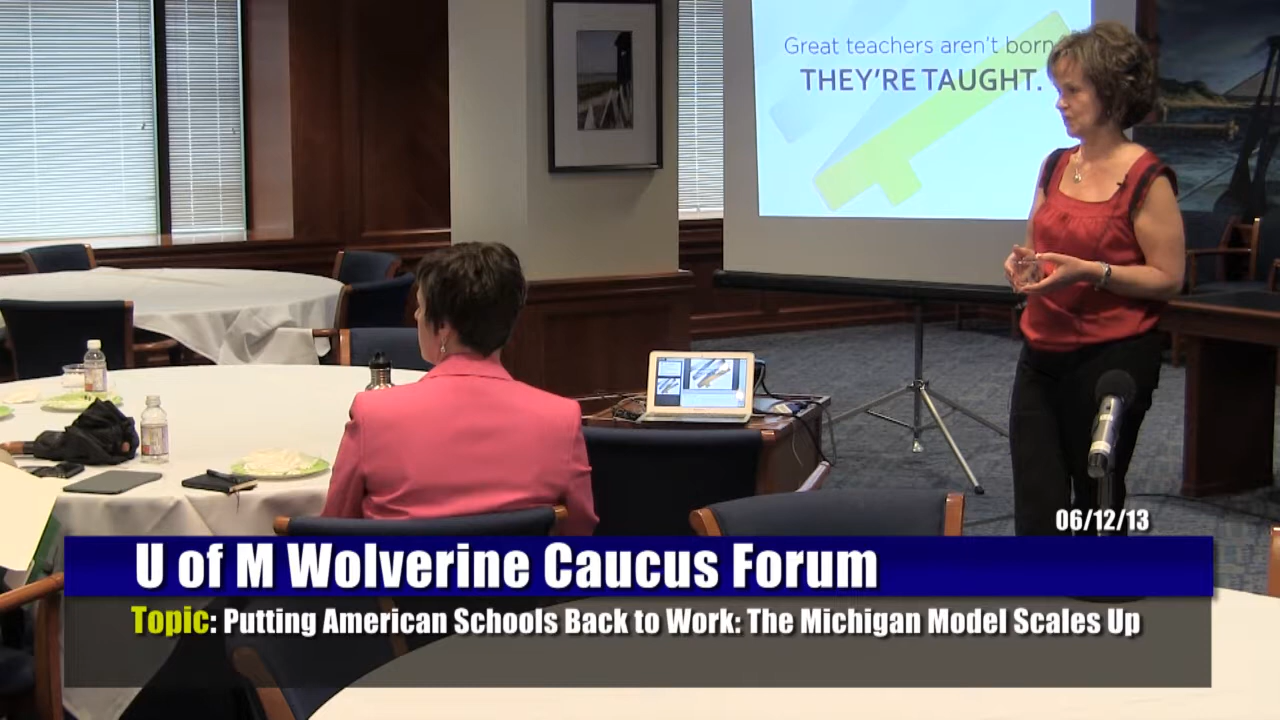 Great teachers aren't born
THEY'RE TAUGHT.
06/12/13
U of M Wolverine Caucus Forum
Topic: Putting American Schools Back to Work: The Michigan Model Scales Up